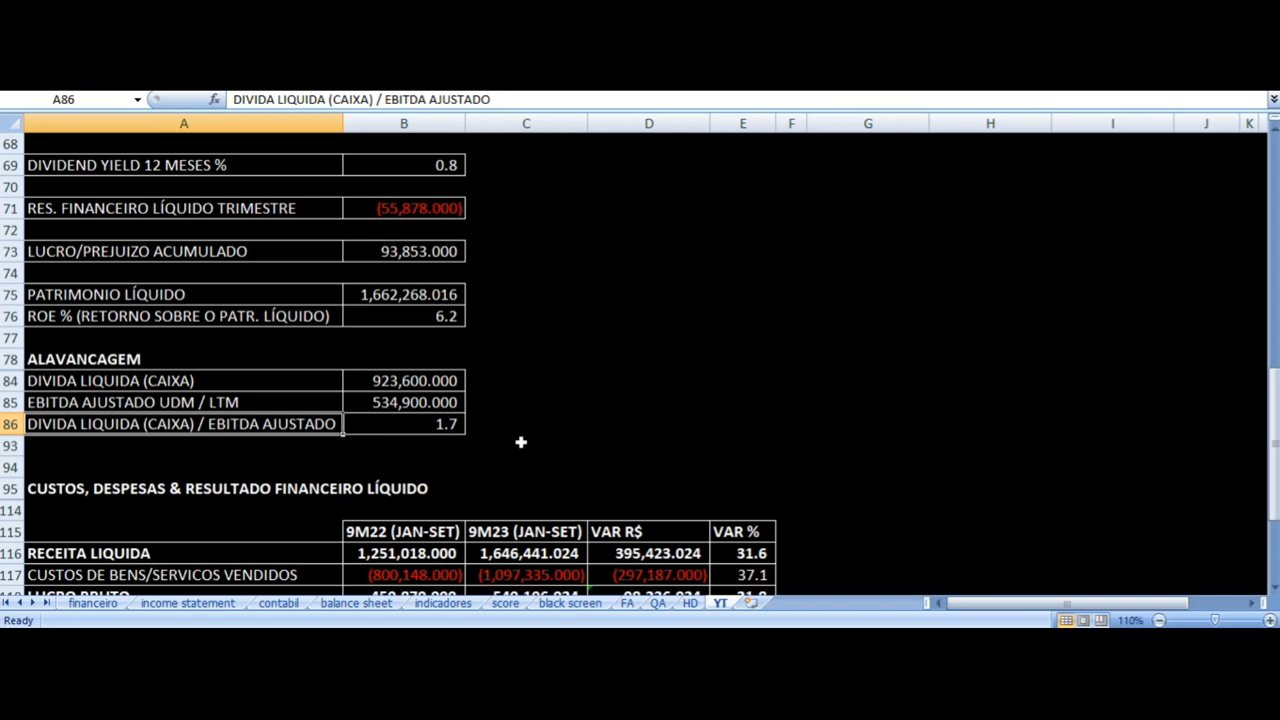 A86 fx DIVIDA LIQUIDA (CAIXA) / EBITDA AJUSTADO
A B C D E F G H I J K
68
69 DIVIDEND YIELD 12 MESES % 0.8
70
71 RES. FINANCEIRO LÍQUIDO TRIMESTRE (55,878.000)
72
73 LUCRO/PREJUIZO ACUMULADO 93,853.000
74
75 PATRIMONIO LÍQUIDO 1,662,268.016
76 ROE % (RETORNO SOBRE O PATR. LÍQUIDO) 6.2
77
78 ALAVANCAGEM
84 DIVIDA LIQUIDA (CAIXA) 923,600.000
85 EBITDA AJUSTADO UDM / LTM 534,900.000
86 DIVIDA LIQUIDA (CAIXA) / EBITDA AJUSTADO 1.7
93
94
95 CUSTOS, DESPESAS & RESULTADO FINANCEIRO LÍQUIDO
114
115 9M22 (JAN-SET) 9M23 (JAN-SET) VAR R$ VAR %
116 RECEITA LIQUIDA 1,251,018.000 1,646,441.024 395,423.024 31.6
117 CUSTOS DE BENS/SERVICOS VENDIDOS (800,148.000) (1,097,335.000) (297,187.000) 37.1
financeiro income statement contabil balance sheet indicadores score black screen FA QA HD YT
Ready 110%